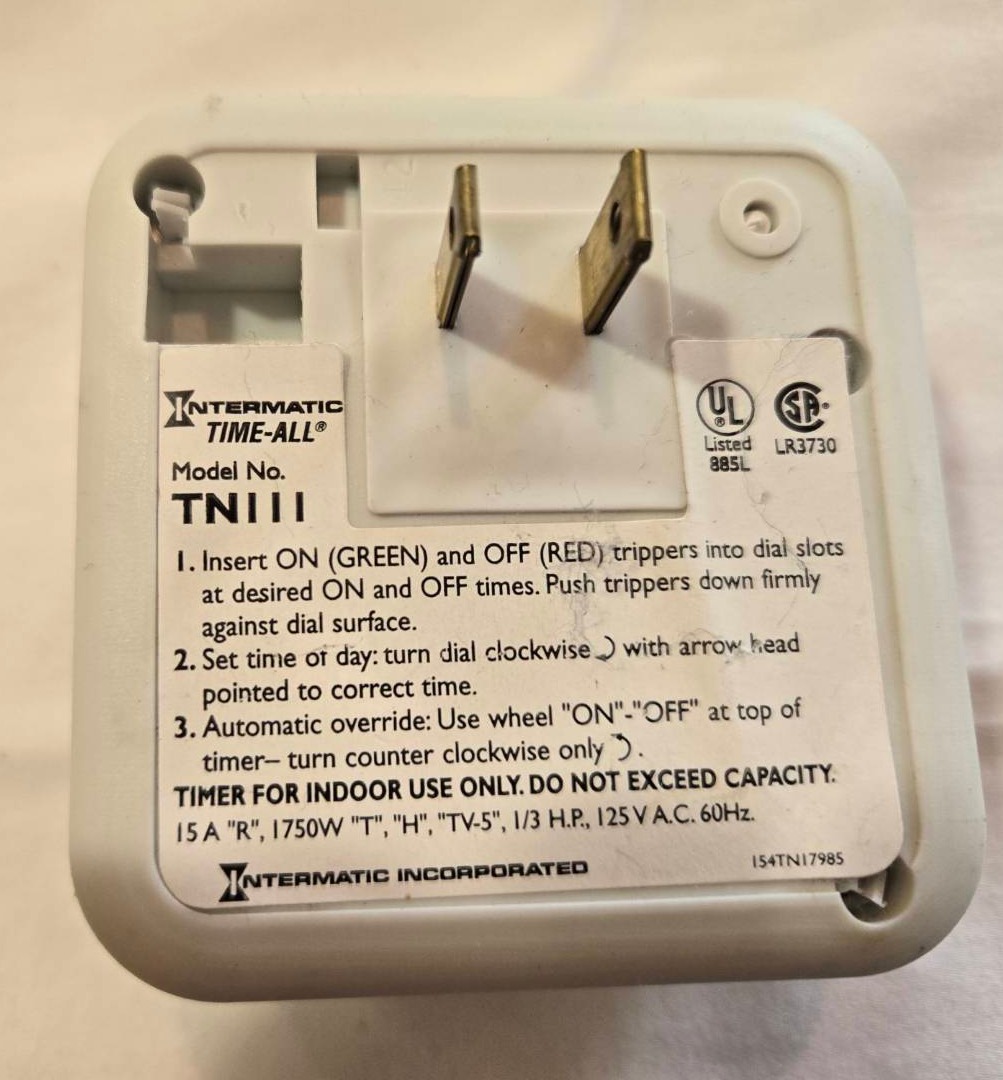 INTERMATIC
TIME-ALL®
Model No.
TN111
UL
®
Listed
885L
SA®
LR3730
1. Insert ON (GREEN) and OFF (RED) trippers into dial slots
at desired ON and OFF times. Push trippers down firmly
against dial surface.
2. Set time of day: turn dial clockwise with arrow head
pointed to correct time.
3. Automatic override: Use wheel "ON"-"OFF" at top of
timer– turn counter clockwise only .
TIMER FOR INDOOR USE ONLY. DO NOT EXCEED CAPACITY.
15 A "R", 1750W "T", "H", "TV-5", 1/3 H.P., 125 V A.C. 60Hz.
INTERMATIC INCORPORATED
154TN17985